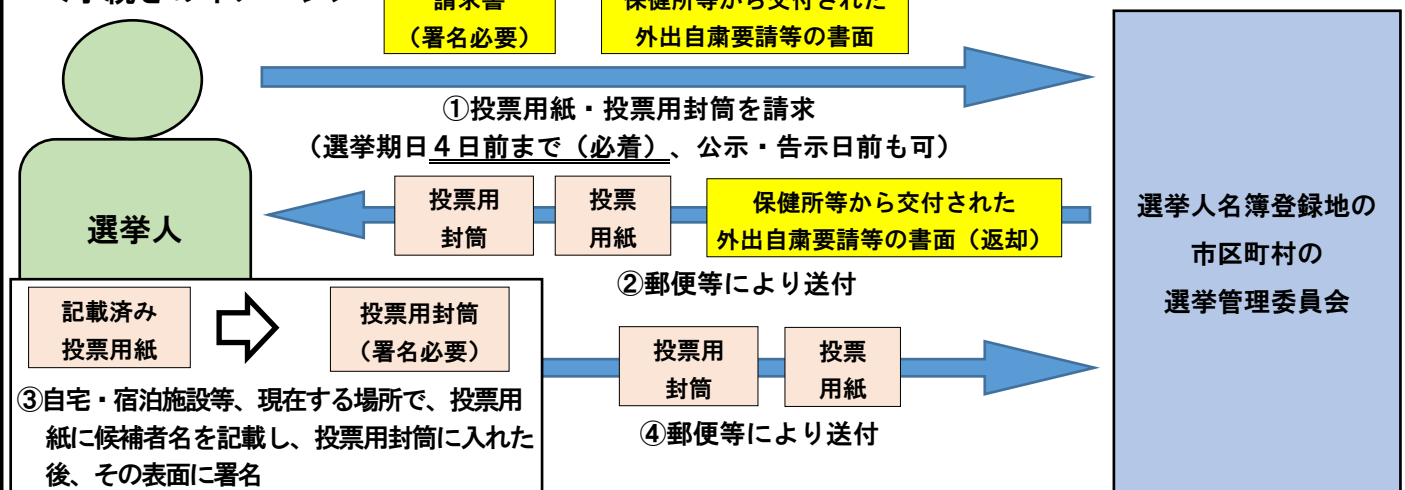 請求書
（署名必要）
保健所等から交付された
外出自粛要請等の書面
①投票用紙・投票用封筒を請求
（選挙期日４日前まで（必着）、公示・告示日前も可）
選挙人
投票用
封筒
投票
用紙
保健所等から交付された
外出自粛要請等の書面（返却）
②郵便等により送付
選挙人名簿登録地の
市区町村の
選挙管理委員会
記載済み
投票用紙
投票用封筒
（署名必要）
③自宅・宿泊施設等、現在する場所で、投票用
紙に候補者名を記載し、投票用封筒に入れた
後、その表面に署名
投票用
封筒
投票
用紙
④郵便等により送付